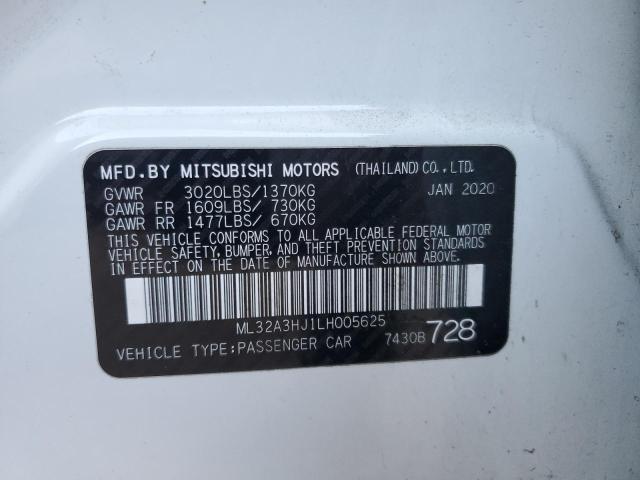 MFD.BY MITSUBISHI MOTORS (THAILAND)CO.,LTD.
GVWR 3020LBS/1370KG JAN 2020
GAWR FR 1609LBS/ 730KG
GAWR RR 1477LBS/ 670KG
THIS VEHICLE CONFORMS TO ALL APPLICABLE FEDERAL MOTOR
VEHICLE SAFETY, BUMPER, AND THEFT PREVENTION STANDARDS
IN EFFECT ON THE DATE OF MANUFACTURE SHOWN ABOVE.
ML32A3HJ1LH005625
VEHICLE TYPE:PASSENGER CAR 7430B 728